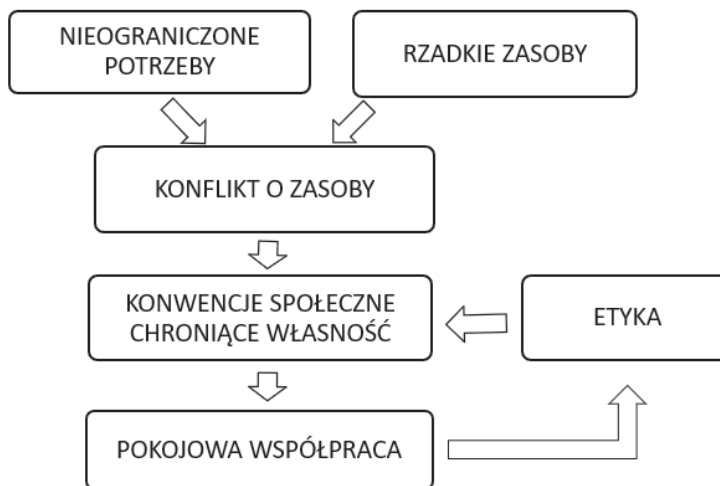 NIEOGRANICZONE
POTRZEBY
RZADKIE ZASOBY
KONFLIKT O ZASOBY
KONWENCJE SPOŁECZNE
CHRONIĄCE WŁASNOŚĆ
ETYKA
POKOJOWA WSPÓŁPRACA